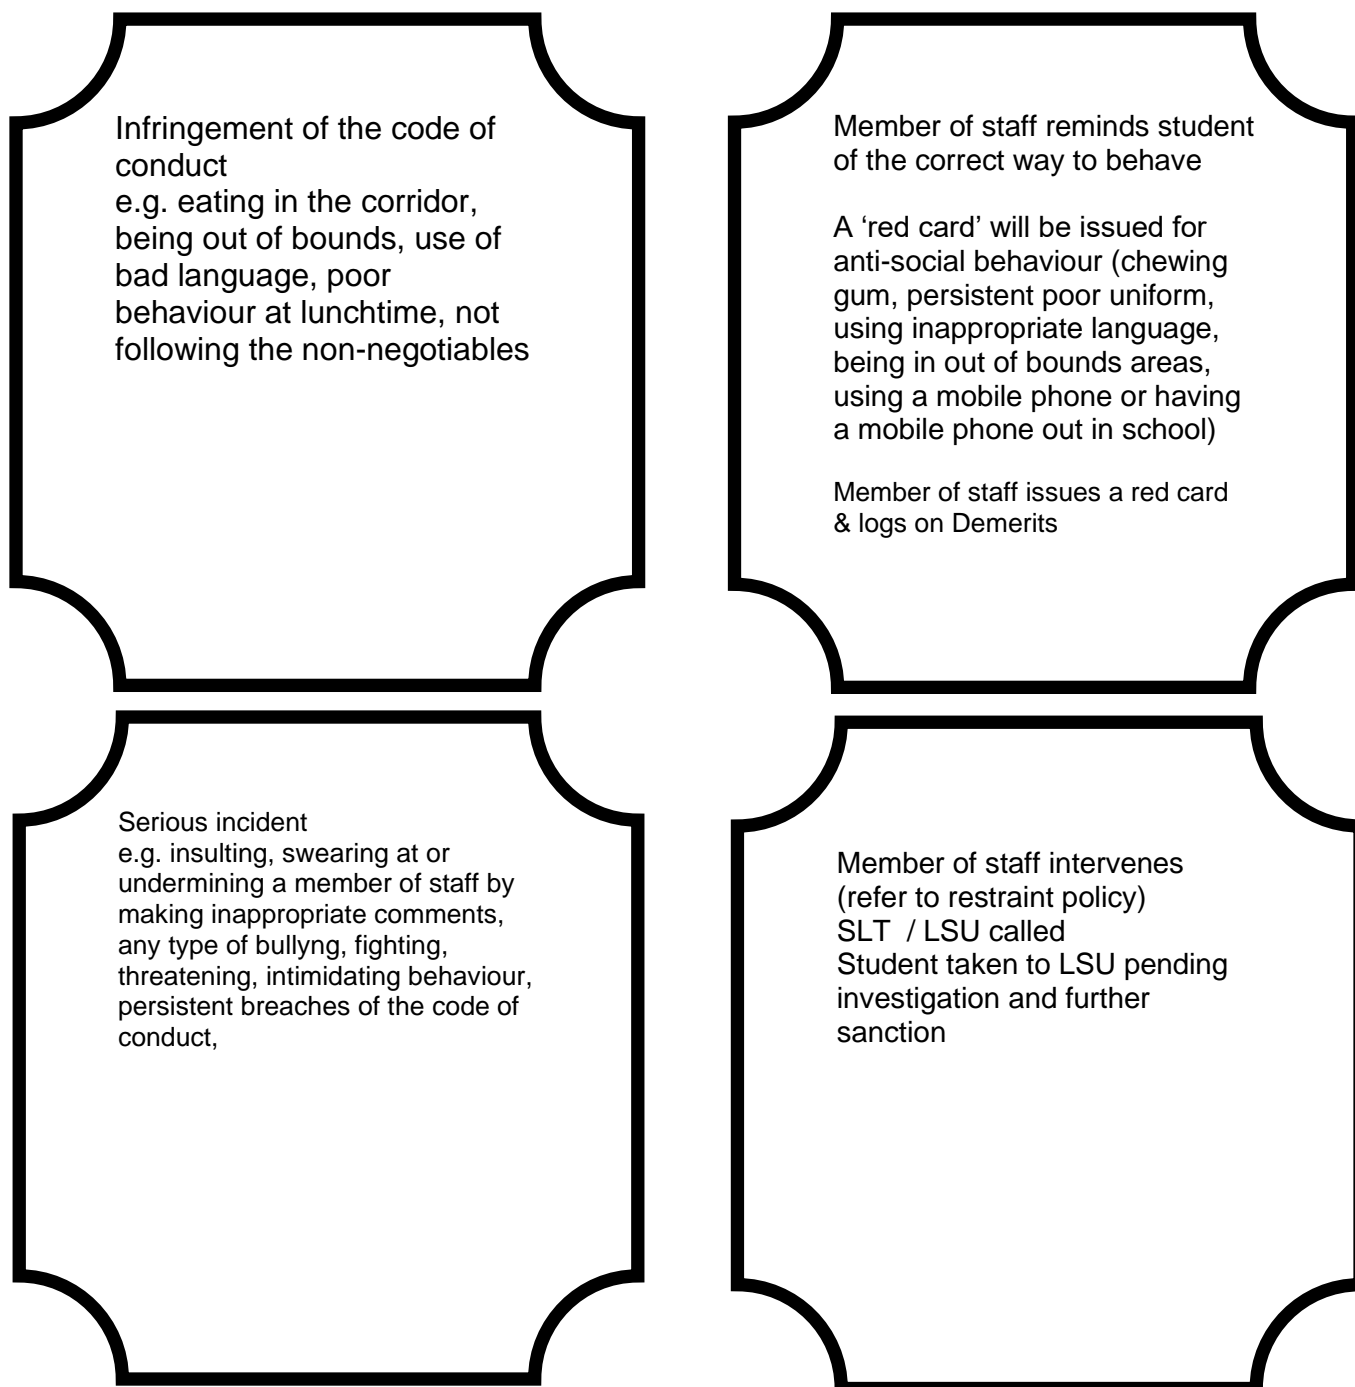 Infringement of the code of
conduct
e.g. eating in the corridor,
being out of bounds, use of
bad language, poor
behaviour at lunchtime, not
following the non-negotiables
Member of staff reminds student
of the correct way to behave
A ‘red card’ will be issued for
anti-social behaviour (chewing
gum, persistent poor uniform,
using inappropriate language,
being in out of bounds areas,
using a mobile phone or having
a mobile phone out in school)
Member of staff issues a red card
& logs on Demerits
Serious incident
e.g. insulting, swearing at or
undermining a member of staff by
making inappropriate comments,
any type of bullyng, fighting,
threatening, intimidating behaviour,
persistent breaches of the code of
conduct,
Member of staff intervenes
(refer to restraint policy)
SLT  / LSU called
Student taken to LSU pending
investigation and further
sanction